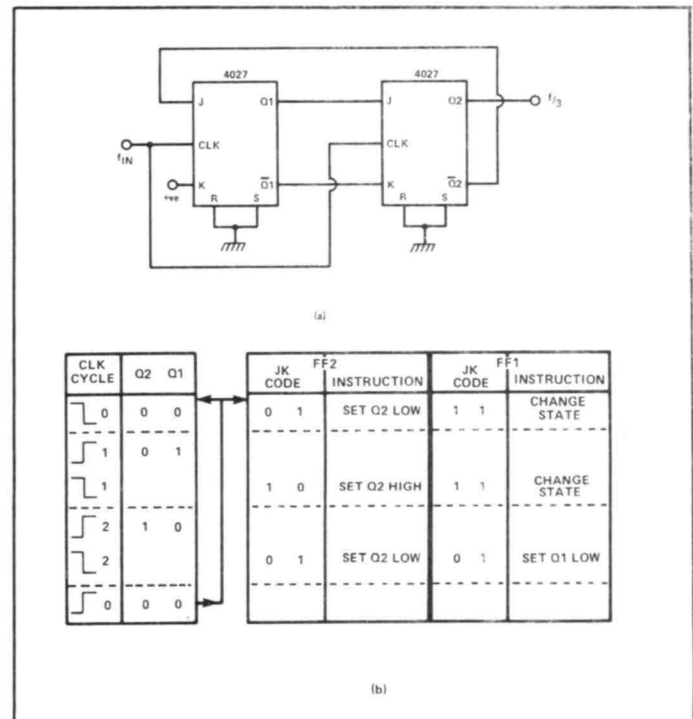 4027 4027
J Q1 J Q2 f/3
fIN CLK CLK
+ve K Q̅1 K Q̅2
R S R S
(a)
CLK CYCLE Q2 Q1 FF2 FF1
JK CODE INSTRUCTION JK CODE INSTRUCTION
0 0 0 0 1 SET Q2 LOW 1 1 CHANGE STATE
1 0 1
1 1 0 SET Q2 HIGH 1 1 CHANGE STATE
2 1 0
2 0 1 SET Q2 LOW 0 1 SET Q1 LOW
0 0 0
(b)